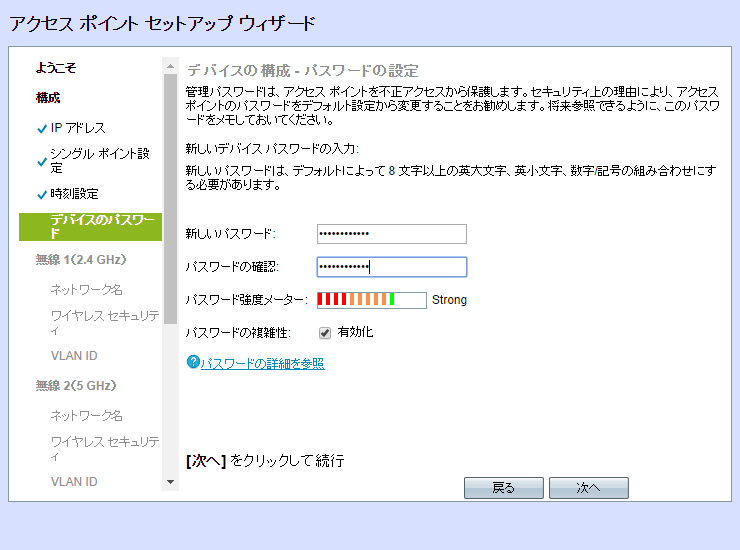 アクセス ポイント セットアップ ウィザード
ようこそ
構成
IP アドレス
シングル ポイント設
定
時刻設定
デバイスのパスワー
ド
無線 1(2.4 GHz)
ネットワーク名
ワイヤレス セキュリテ
ィ
VLAN ID
無線 2(5 GHz)
ネットワーク名
ワイヤレス セキュリテ
ィ
VLAN ID
デバイスの構成 - パスワードの設定
管理パスワードは、アクセス ポイントを不正アクセスから保護します。セキュリティ上の理由により、アクセス
ポイントのパスワードをデフォルト設定から変更することをお勧めします。将来参照できるように、このパスワ
ードをメモしておいてください。
新しいデバイス パスワードの入力:
新しいパスワードは、デフォルトによって 8 文字以上の英大文字、英小文字、数字/記号の組み合わせにす
る必要があります。
新しいパスワード: ••••••••••••
パスワードの確認: ••••••••••••
パスワード強度メーター: Strong
パスワードの複雑性: 有効化
?パスワードの詳細を参照
[次へ] をクリックして続行
戻る 次へ